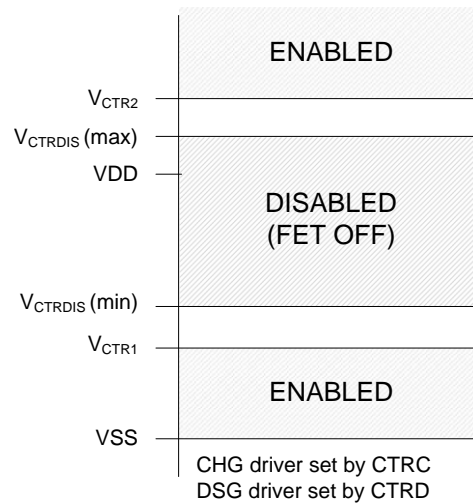 ENABLED
VCTR2
VCTRDIS (max)
VDD
DISABLED
(FET OFF)
VCTRDIS (min)
VCTR1
ENABLED
VSS
CHG driver set by CTRC
DSG driver set by CTRD